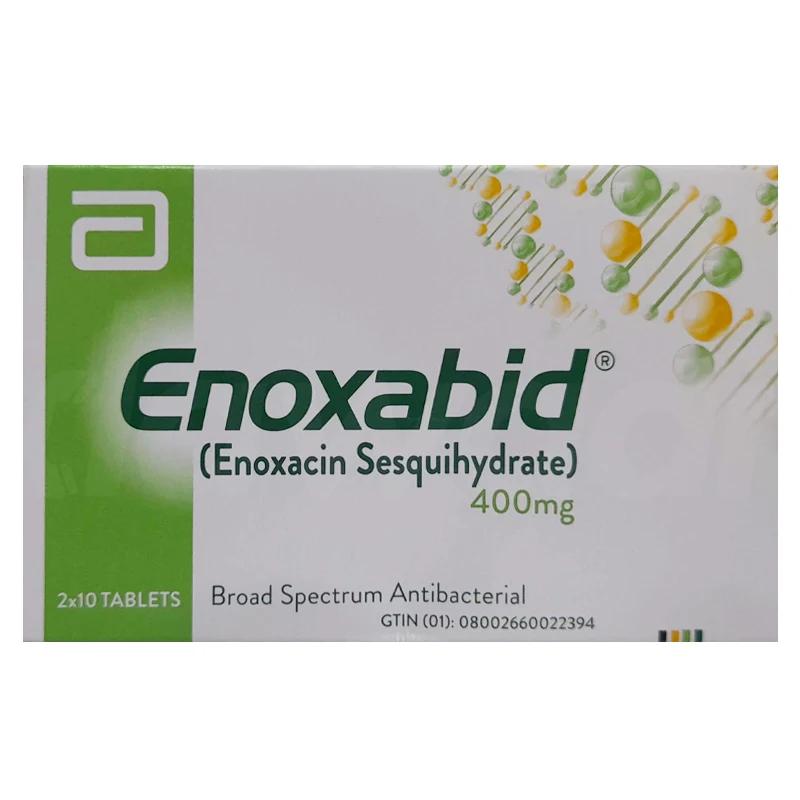 Enoxabid®
(Enoxacin Sesquihydrate)
400mg
2x10 TABLETS
Broad Spectrum Antibacterial
GTIN (01): 08002660022394